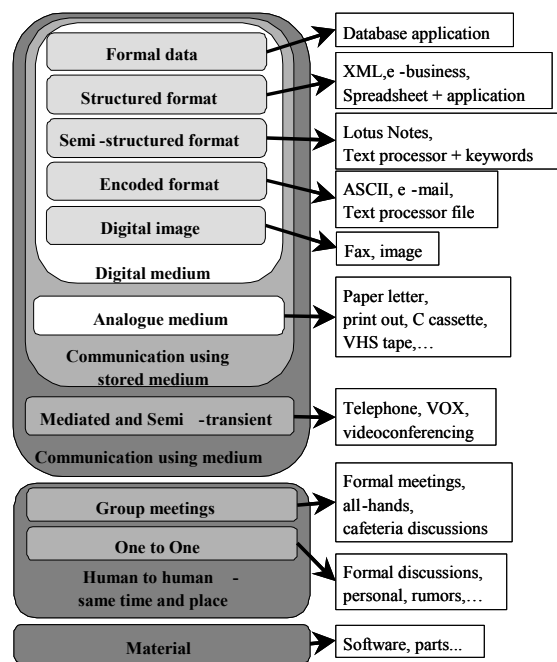 Formal data
Database application
Structured format
XML,e -business,
Spreadsheet + application
Semi -structured format
Lotus Notes,
Text processor + keywords
Encoded format
ASCII, e -mail,
Text processor file
Digital image
Fax, image
Digital medium
Analogue medium
Paper letter,
print out, C cassette,
VHS tape,…
Communication using
stored medium
Mediated and Semi -transient
Telephone, VOX,
videoconferencing
Communication using medium
Group meetings
Formal meetings,
all-hands,
cafeteria discussions
One to One
Formal discussions,
personal, rumors,…
Human to human -
same time and place
Material
Software, parts...